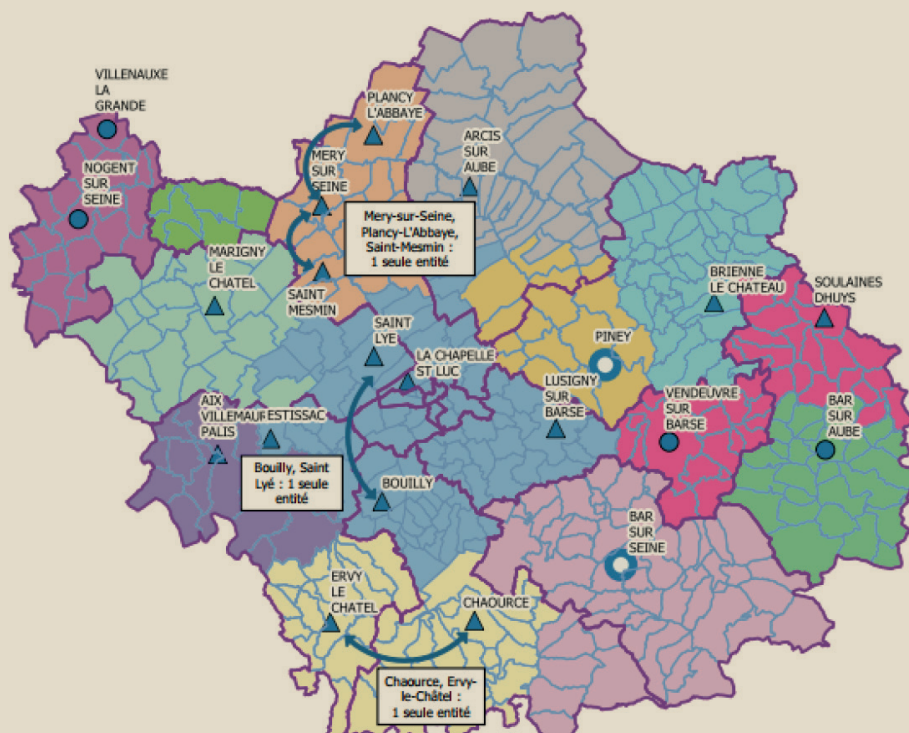 VILLENAUXE
LA
GRANDE
PLANCY
L'ABBAYE
NOGENT
SUR
SEINE
MERY
SUR
SEINE
ARCIS
SUR
AUBE
Mery-sur-Seine,
Plancy-L'Abbaye,
Saint-Mesmin :
1 seule entité
MARIGNY
LE
CHATEL
SAINT
MESMIN
BRIENNE
LE CHATEAU
SOULAINES
DHUYS
SAINT
LYE
PINEY
LA CHAPELLE
ST LUC
LUSIGNY
SUR
BARSE
VENDEUVRE
SUR
BARSE
BAR
SUR
AUBE
AIX
VILLEMAUR
PALIS
ESTISSAC
Bouilly, Saint
Lyé : 1 seule
entité
BOUILLY
BAR
SUR
SEINE
ERVY
LE
CHATEL
CHAOURCE
Chaource, Ervy-
le-Châtel :
1 seule entité